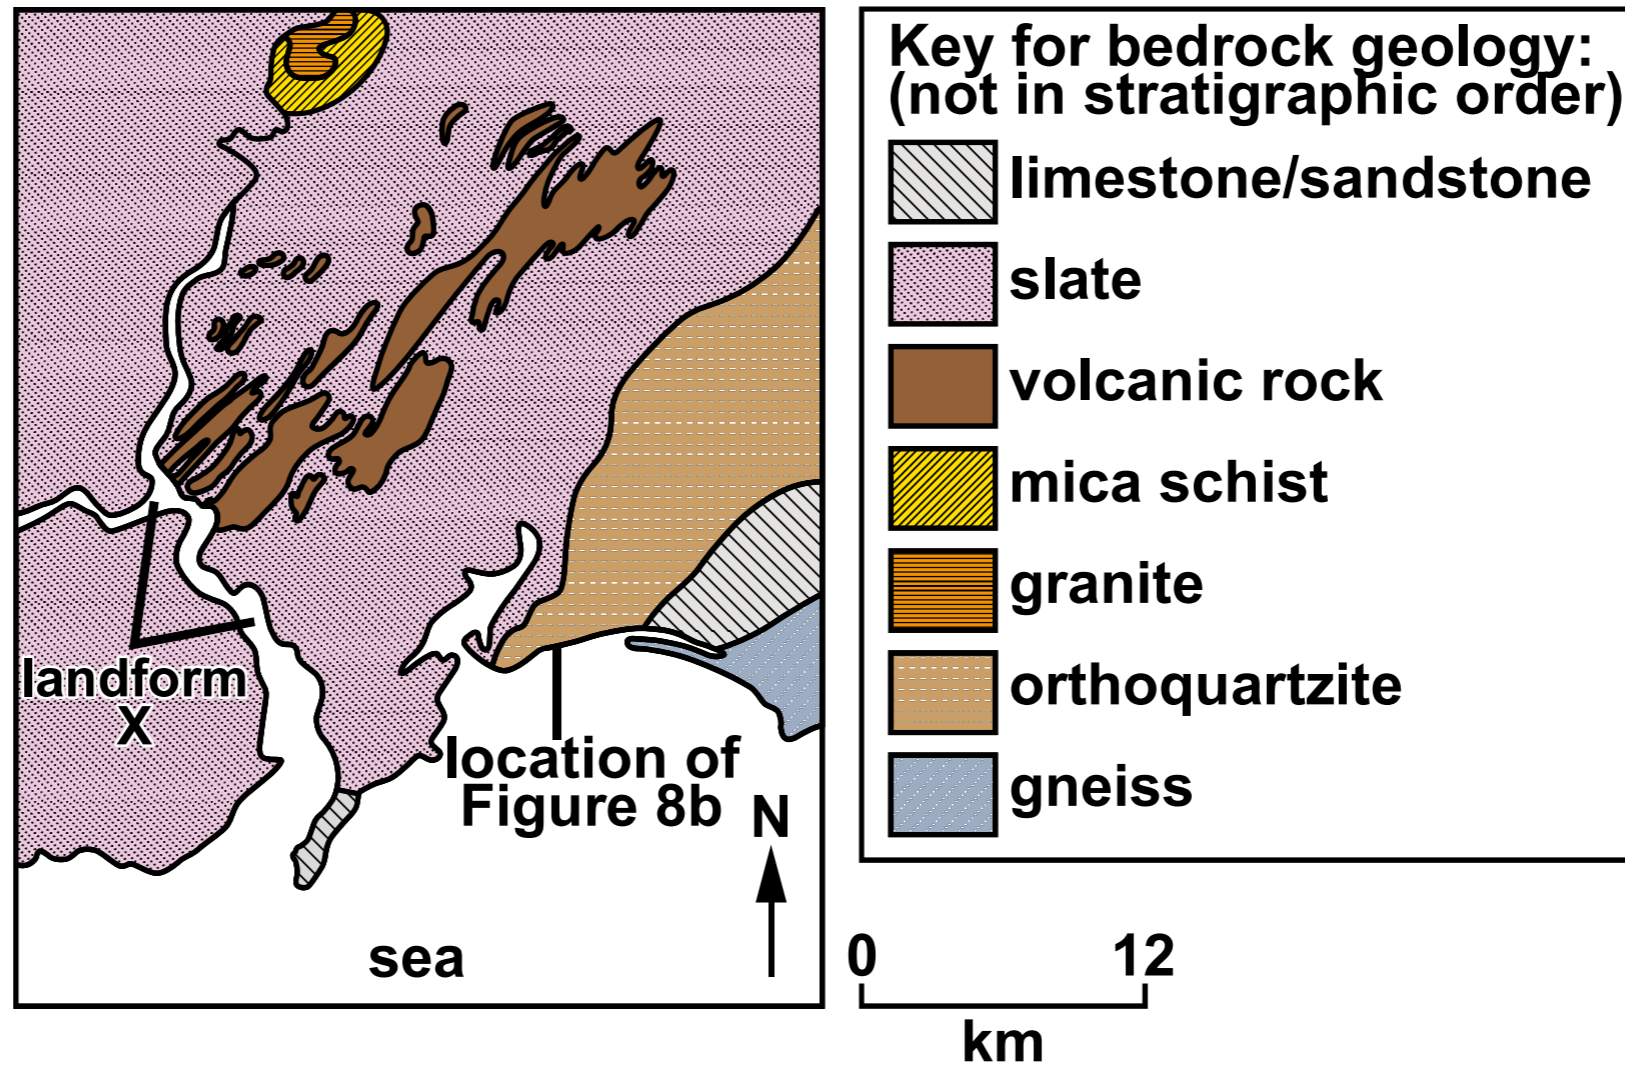 landform
X
location of
Figure 8b
N
sea
Key for bedrock geology:
(not in stratigraphic order)
limestone/sandstone
slate
volcanic rock
mica schist
granite
orthoquartzite
gneiss
0 12
km